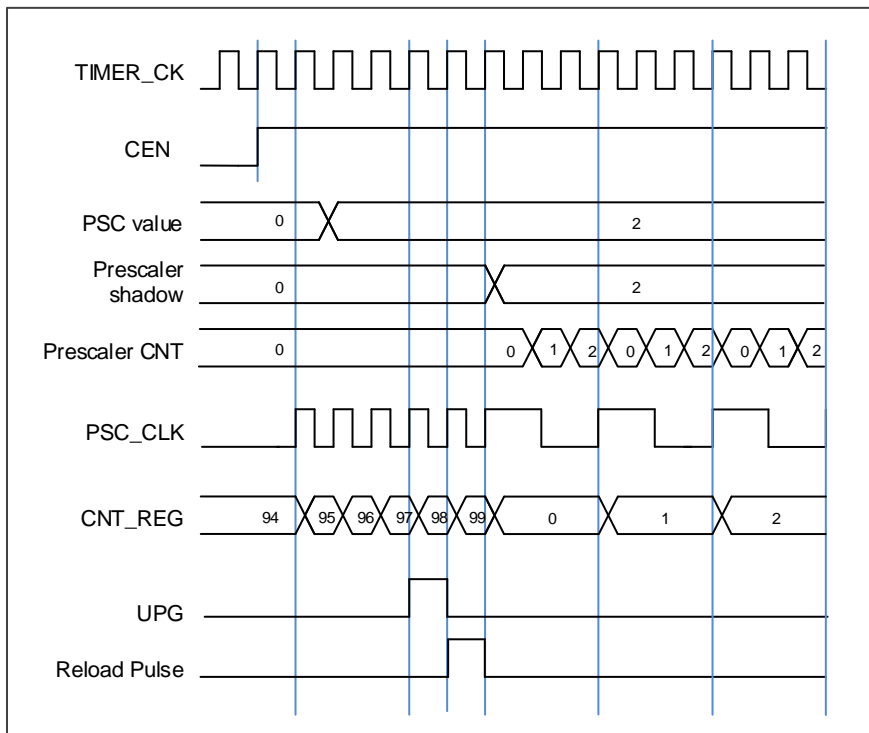 TIMER_CK
CEN
PSC value 0 2
Prescaler
shadow 0 2
Prescaler CNT 0 0 1 2 0 1 2 0 1 2
PSC_CLK
CNT_REG 94 95 96 97 98 99 0 1 2
UPG
Reload Pulse